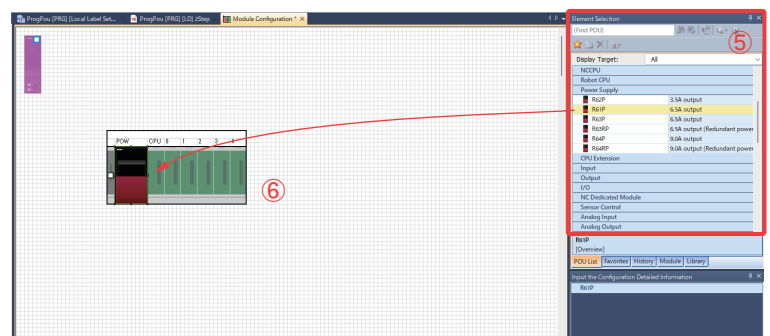 ProgPou [PRG] [Local Label Set...
ProgPou [PRG] [LD] 2Step
Module Configuration *
Element Selection
(Find POU)
⑤
Display Target:
All
NCCPU
Robot CPU
Power Supply
R62P 3.5A output
R61P 6.5A output
R63P 6.5A output
R63RP 6.5A output (Redundant power
R64P 9.0A output
R64RP 9.0A output (Redundant power
CPU Extension
Input
Output
I/O
NC Dedicated Module
Sensor Control
Analog Input
Analog Output
POW CPU 0 1 2 3 4
⑥
R61P
[Overview]
POU List Favorites History Module Library
Input the Configuration Detailed Information
R61P